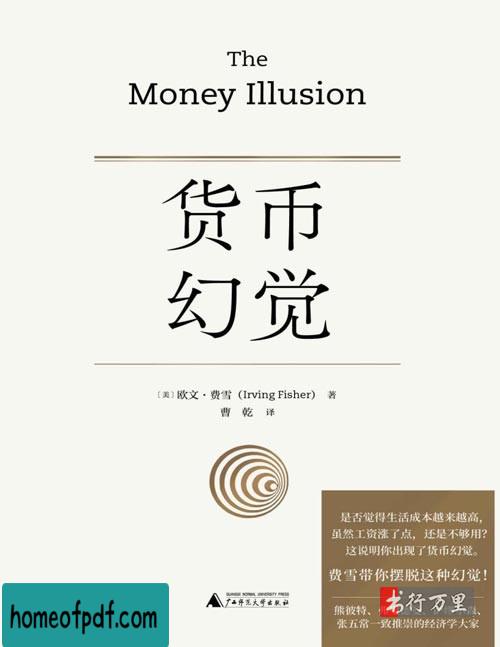 The
Money Illusion
货币
幻觉
[美]欧文·费雪(Irving Fisher) 著
曹 乾 译
广西师范大学出版社
GUANGXI NORMAL UNIVERSITY PRESS
是否觉得生活成本越来越高,
虽然工资涨了点,还是不够用?
这说明你出现了货币幻觉。
费雪带你摆脱这种幻觉!
熊彼特、
书行万里
张五常一致推崇的经济学大家
homeofpdf.com